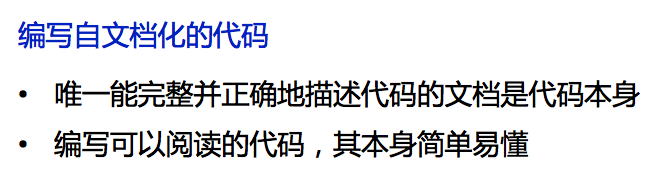 编写自文档化的代码
• 唯一能完整并正确地描述代码的文档是代码本身
• 编写可以阅读的代码，其本身简单易懂